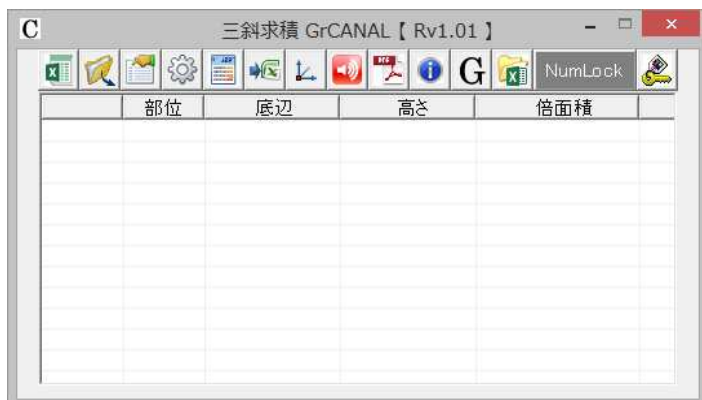 C 三斜求積 GrCANAL【 Rv1.01 】
G NumLock
部位 底辺 高さ 倍面積